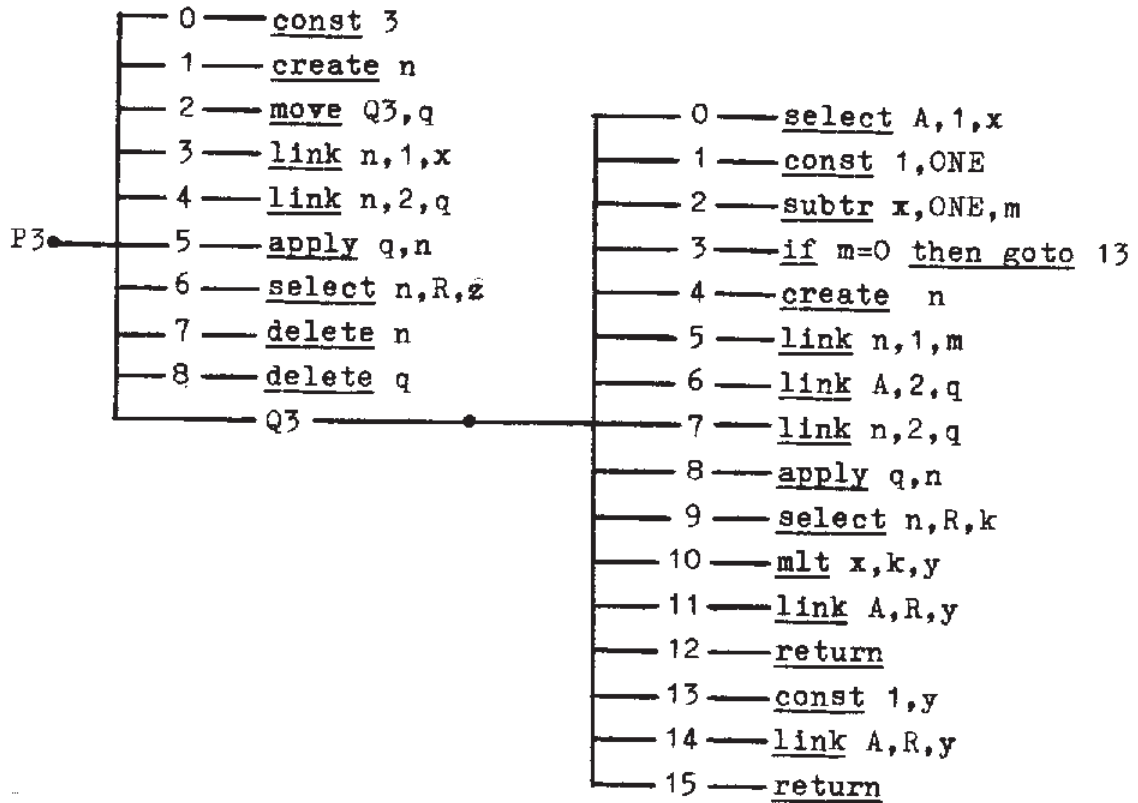 0 const 3
1 create n
2 move Q3,q
3 link n,1,x
4 link n,2,q
P3 5 apply q,n
6 select n,R,z
7 delete n
8 delete q
Q3
0 select A,1,x
1 const 1,ONE
2 subtr x,ONE,m
3 if m=0 then goto 13
4 create n
5 link n,1,m
6 link A,2,q
7 link n,2,q
8 apply q,n
9 select n,R,k
10 mlt x,k,y
11 link A,R,y
12 return
13 const 1,y
14 link A,R,y
15 return